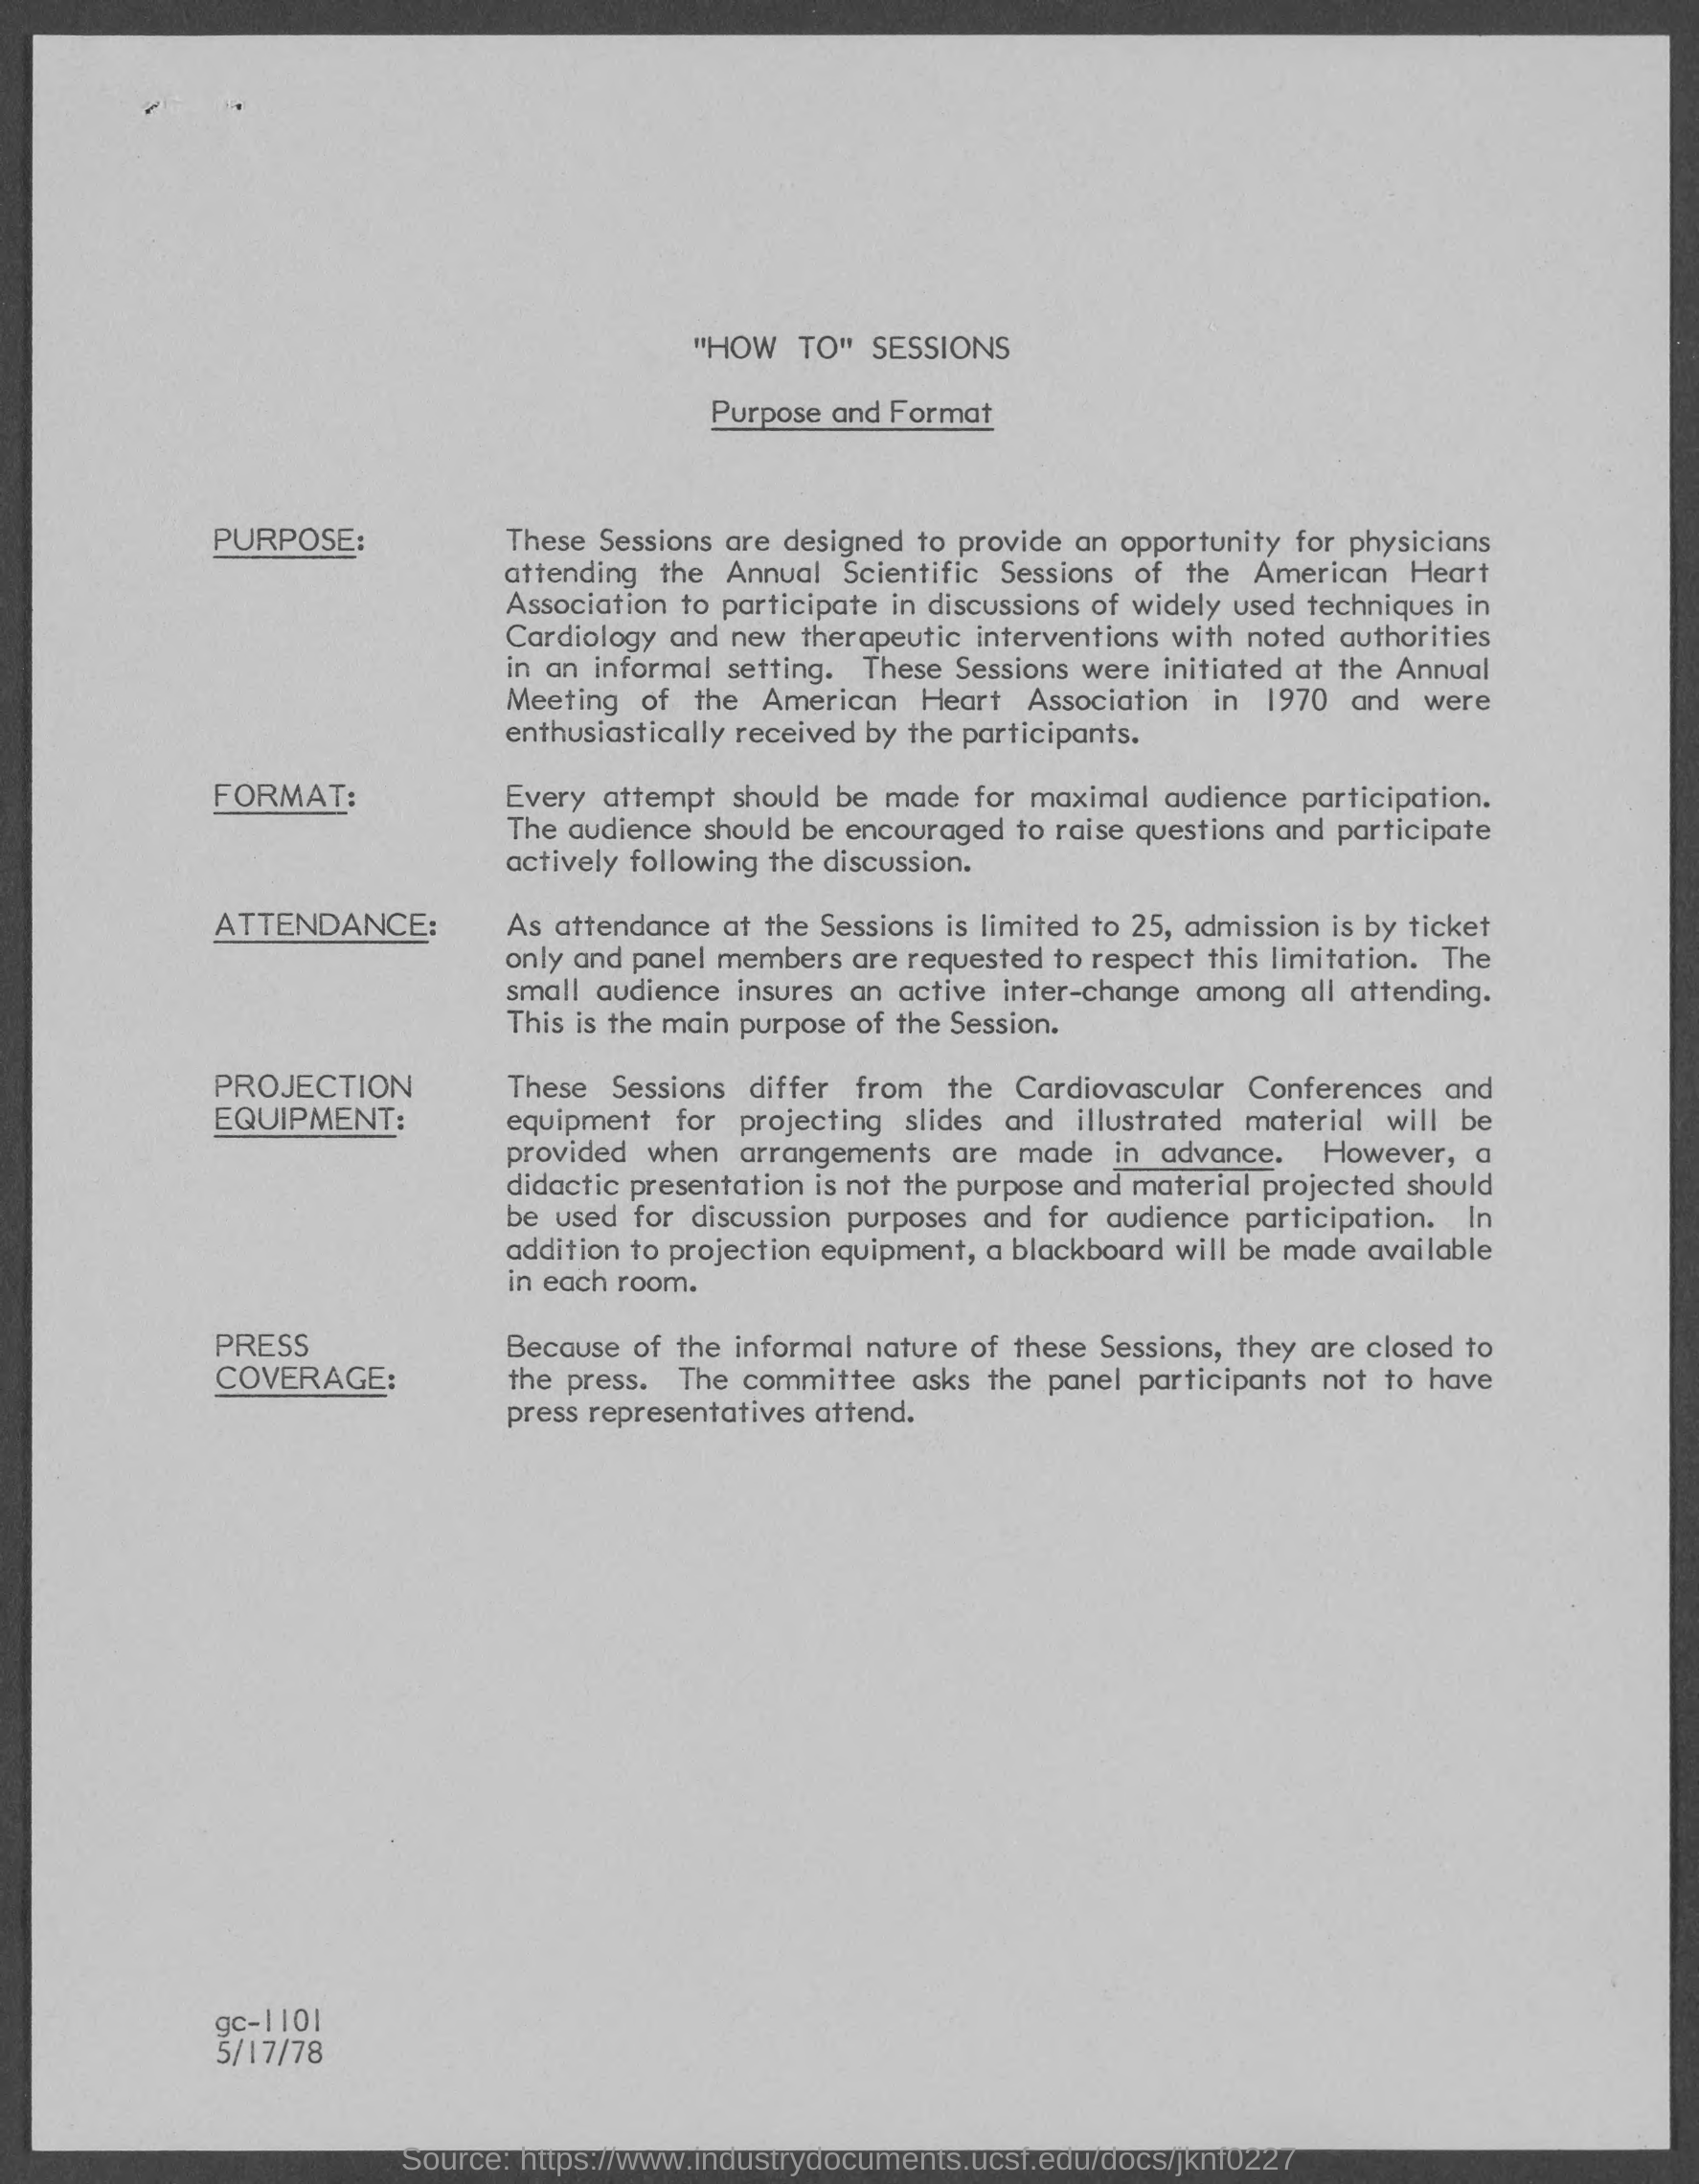 "HOW TO" SESSIONS
Purpose and Format
PURPOSE:
These Sessions are designed to provide an opportunity for physicians
attending the Annual Scientific Sessions of the American Heart
Association to participate in discussions of widely used techniques in
Cardiology and new therapeutic interventions with noted authorities
in an informal setting. These Sessions were initiated at the Annual
Meeting of the American Heart Association in 1970 and were
enthusiastically received by the participants.
FORMAT:
Every attempt should be made for maximal audience participation.
The audience should be encouraged to raise questions and participate
actively following the discussion.
ATTENDANCE:
As attendance at the Sessions is limited to 25, admission is by ticket
only and panel members are requested to respect this limitation. The
small audience insures an active inter-change among all attending.
This is the main purpose of the Session.
PROJECTION
EQUIPMENT:
These Sessions differ from the Cardiovascular Conferences and
equipment for projecting slides and illustrated material will be
provided when arrangements are made in advance. However, a
didactic presentation is not the purpose and material projected should
be used for discussion purposes and for audience participation. In
addition to projection equipment, a blackboard will be made available
in each room.
PRESS
COVERAGE:
Because of the informal nature of these Sessions, they are closed to
the press. The committee asks the panel participants not to have
press representatives attend.
gc-1101
5/17/78
Source: https://www.industrydocuments.ucsf.edu/docs/jknf0227